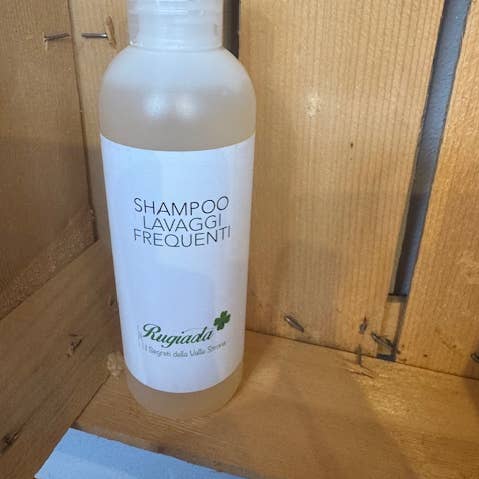 SHAMPOO
LAVAGGI
FREQUENTI
Rugiada
I Segreti della Valle Strona